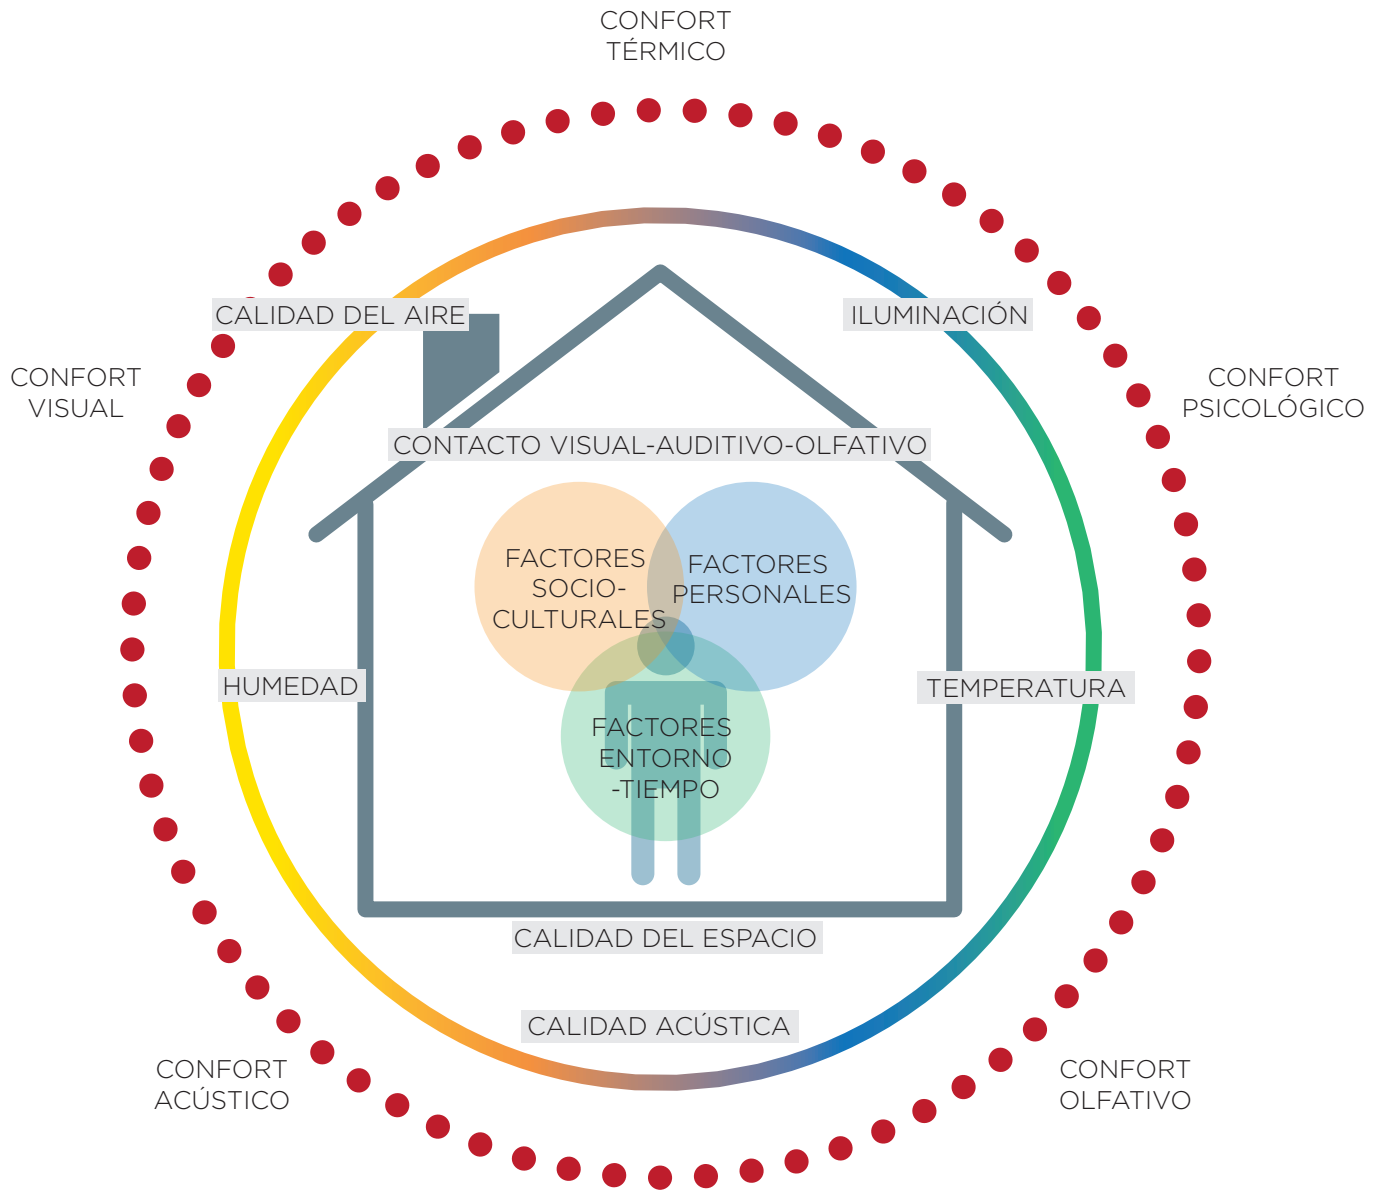 CONFORT
TÉRMICO
CALIDAD DEL AIRE
ILUMINACIÓN
CONFORT
VISUAL
CONFORT
PSICOLÓGICO
CONTACTO VISUAL-AUDITIVO-OLFATIVO
FACTORES
SOCIO-
CULTURALES
FACTORES
PERSONALES
HUMEDAD
TEMPERATURA
FACTORES
ENTORNO
-TIEMPO
CALIDAD DEL ESPACIO
CALIDAD ACÚSTICA
CONFORT
ACÚSTICO
CONFORT
OLFATIVO